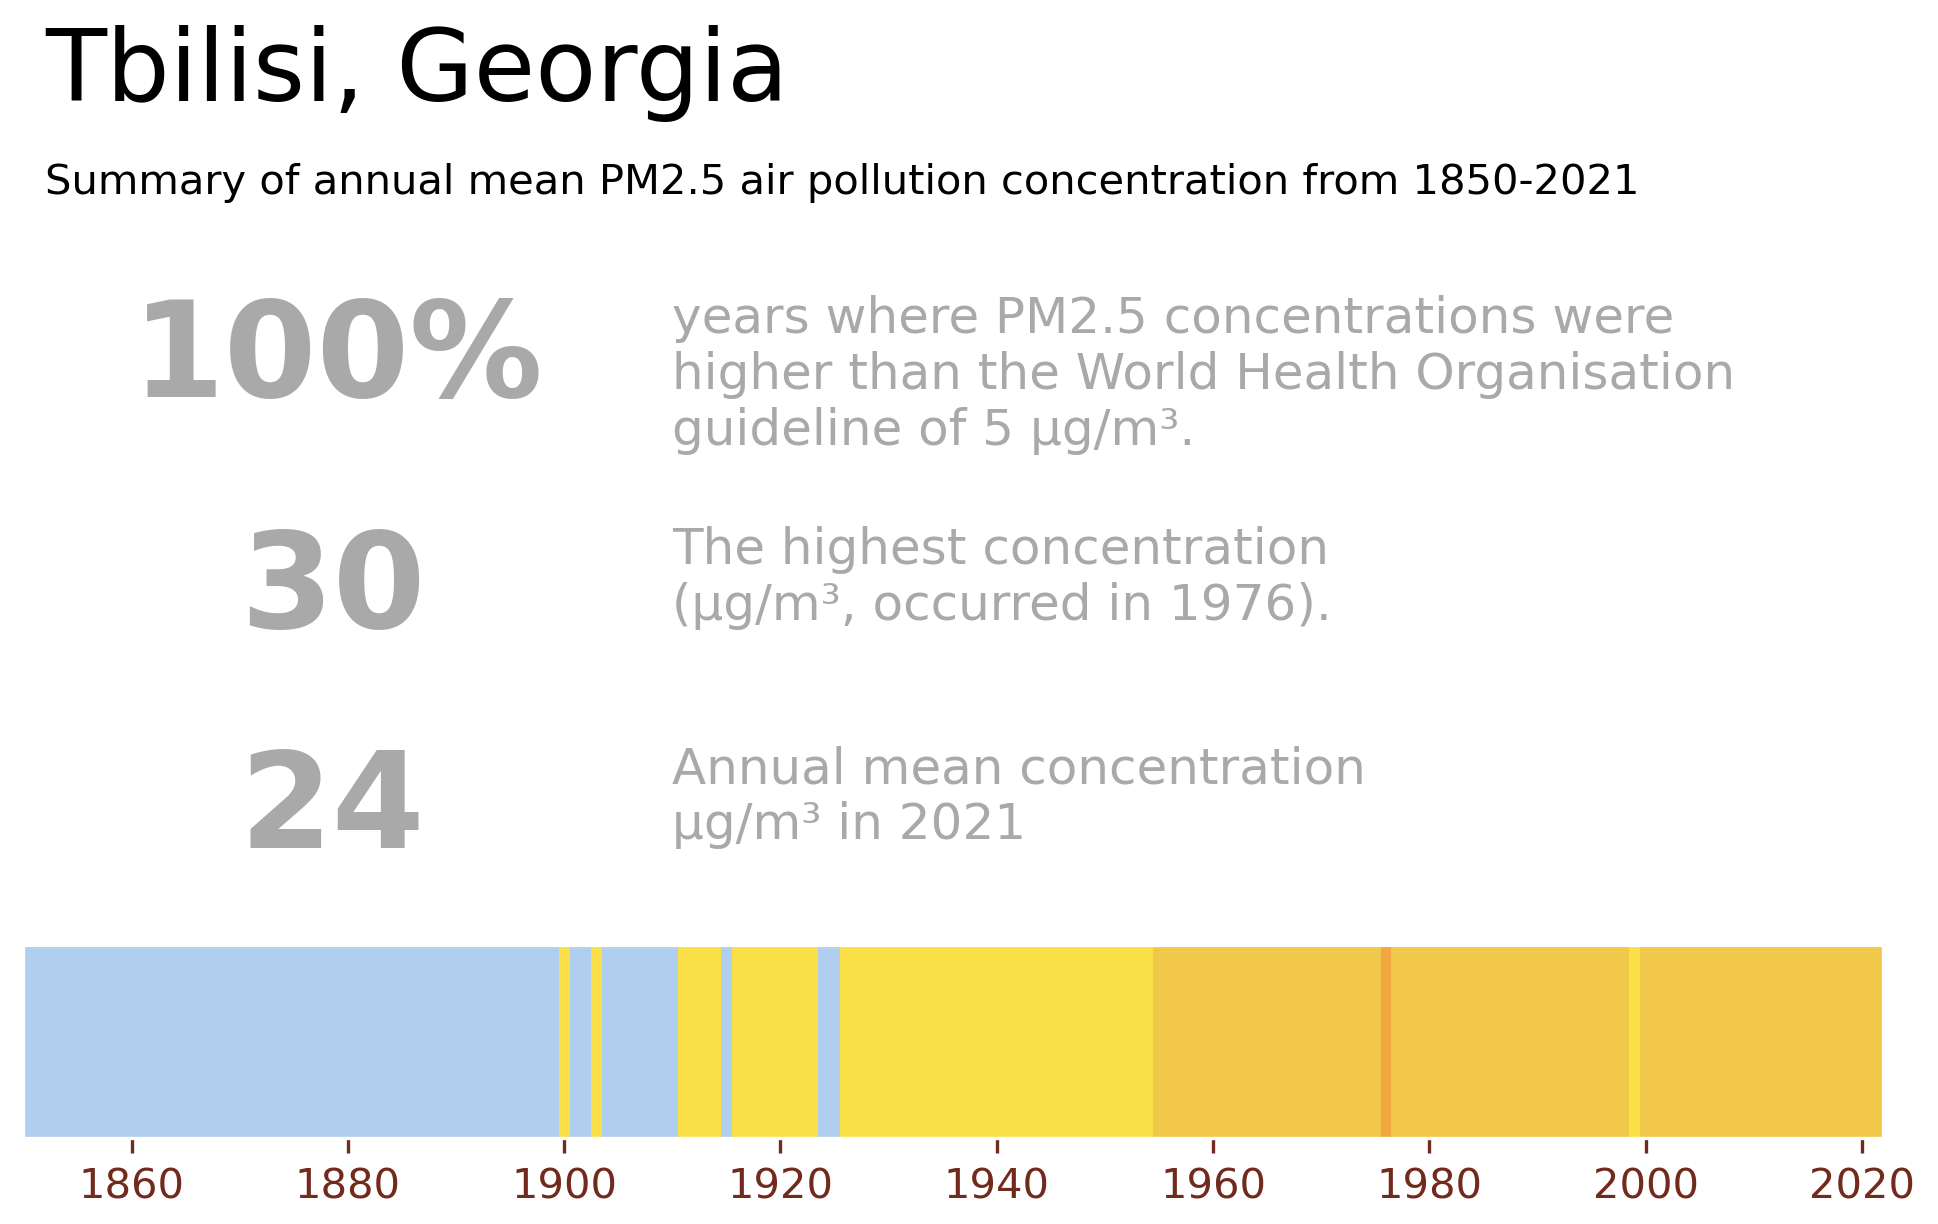 Tbilisi, Georgia
Summary of annual mean PM2.5 air pollution concentration from 1850-2021
100%
years where PM2.5 concentrations were
higher than the World Health Organisation
guideline of 5 µg/m³.
30
The highest concentration
(µg/m³, occurred in 1976).
24
Annual mean concentration
µg/m³ in 2021
1860 1880 1900 1920 1940 1960 1980 2000 2020